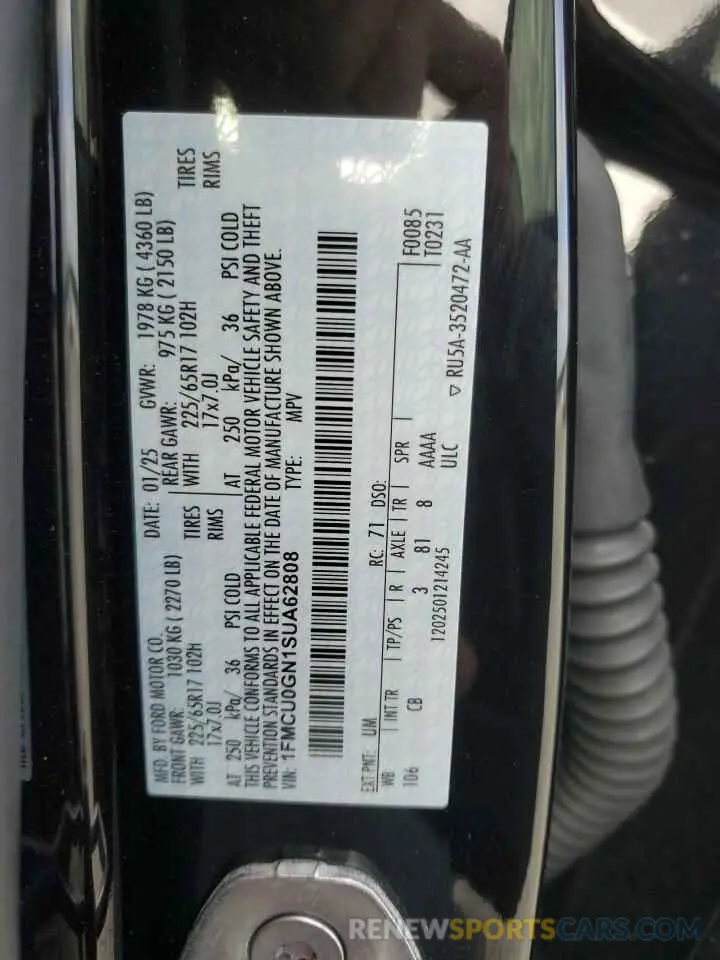 MFD. BY FORD MOTOR CO. DATE: 01/25 GVWR: 1978 KG ( 4360 LB)
FRONT GAWR: 1030 KG ( 2270 LB) REAR GAWR: 975 KG ( 2150 LB)
WITH 225/65R17 102H TIRES WITH 225/65R17 102H TIRES
17x7.0J RIMS 17x7.0J RIMS
AT 250 kPa/ 36 PSI COLD AT 250 kPa/ 36 PSI COLD
THIS VEHICLE CONFORMS TO ALL APPLICABLE FEDERAL MOTOR VEHICLE SAFETY AND THEFT
PREVENTION STANDARDS IN EFFECT ON THE DATE OF MANUFACTURE SHOWN ABOVE.
VIN: 1FMCU0GN1SUA62808 TYPE: MPV
EXT PNT: UM RC: 71 DSO:
WB INT TR TP/PS R AXLE TR SPR F0085
106 CB 3 81 8 AAAA T0231
1202501214245 ULC
▽ RU5A-3520472-AA
RENEWSPORTSCARS.COM